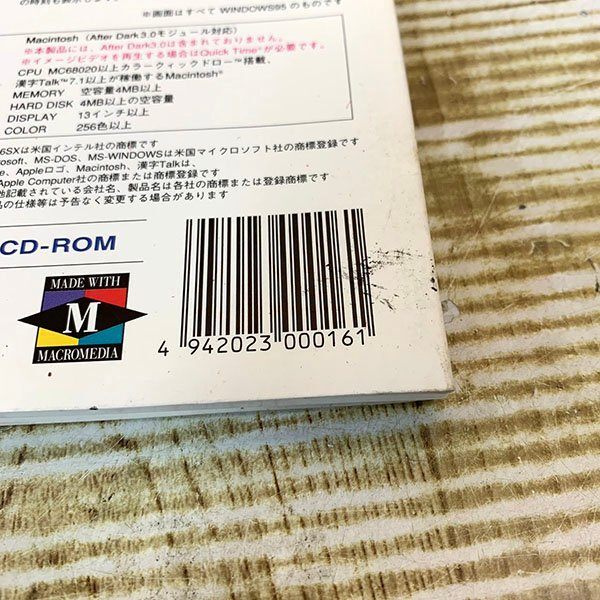 ※画面はすべて WINDOWS95 のものです
Macintosh (After Dark3.0モジュール対応)
※本製品には、After Dark3.0は含まれておりません。
※イメージビデオを再生する場合はQuick Timeが必要です。
CPU MC68020以上カラークィックドロー™搭載、
漢字Talk™7.1以上が稼働するMacintosh®
MEMORY 空容量4MB以上
HARD DISK 4MB以上の空容量
DISPLAY 13インチ以上
COLOR 256色以上
6SXは米国インテル社の商標です
rosoft, MS-DOS, MS-WINDOWSは米国マイクロソフト社の商標登録です
e, Appleロゴ, Macintosh, 漢字Talkは、
Apple Computer社の商標または商標登録です
他記載されている会社名、製品名は各社の商標または登録商標です
品の仕様等は予告なく変更する場合があります
CD-ROM
MADE WITH
M
MACROMEDIA
4 942023 000161